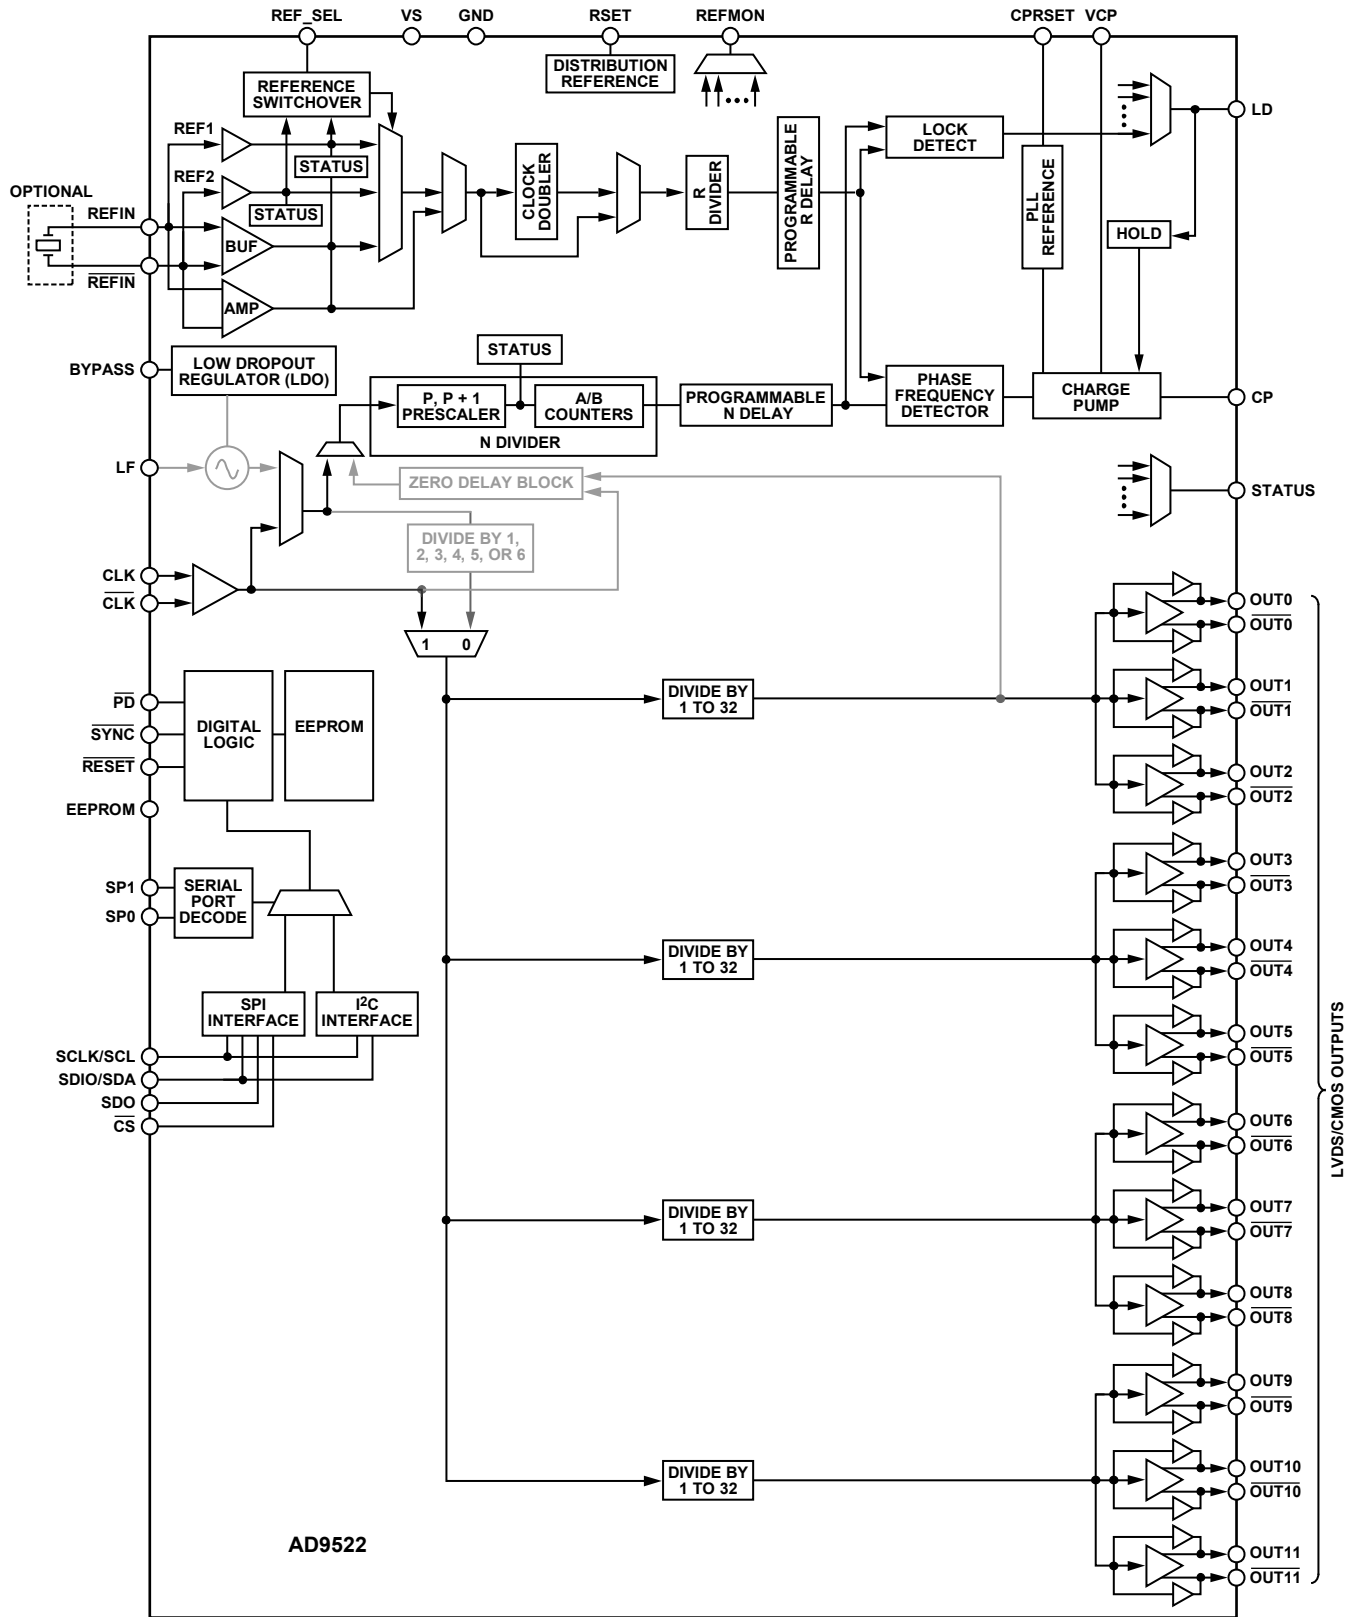 REF_SEL
VS
GND
RSET
REFMON
CPRSET
VCP
DISTRIBUTION
REFERENCE
REFERENCE
SWITCHOVER
LD
REF1
STATUS
REF2
STATUS
CLOCK
DOUBLER
R
DIVIDER
PROGRAMMABLE
R DELAY
LOCK
DETECT
PLL
REFERENCE
HOLD
OPTIONAL
REFIN
BUF
REFIN
AMP
STATUS
BYPASS
LOW DROPOUT
REGULATOR (LDO)
P, P + 1
PRESCALER
A/B
COUNTERS
N DIVIDER
PROGRAMMABLE
N DELAY
PHASE
FREQUENCY
DETECTOR
CHARGE
PUMP
CP
LF
ZERO DELAY BLOCK
STATUS
DIVIDE BY 1,
2, 3, 4, 5, OR 6
CLK
CLK
1 0
OUT0
OUT0
PD
SYNC
RESET
DIGITAL
LOGIC
EEPROM
DIVIDE BY
1 TO 32
OUT1
OUT1
OUT2
OUT2
EEPROM
SP1
SP0
SERIAL
PORT
DECODE
OUT3
OUT3
DIVIDE BY
1 TO 32
OUT4
OUT4
SPI
INTERFACE
I2C
INTERFACE
OUT5
OUT5
SCLK/SCL
SDIO/SDA
SDO
CS
LVDS/CMOS OUTPUTS
OUT6
OUT6
DIVIDE BY
1 TO 32
OUT7
OUT7
OUT8
OUT8
OUT9
OUT9
DIVIDE BY
1 TO 32
OUT10
OUT10
AD9522
OUT11
OUT11